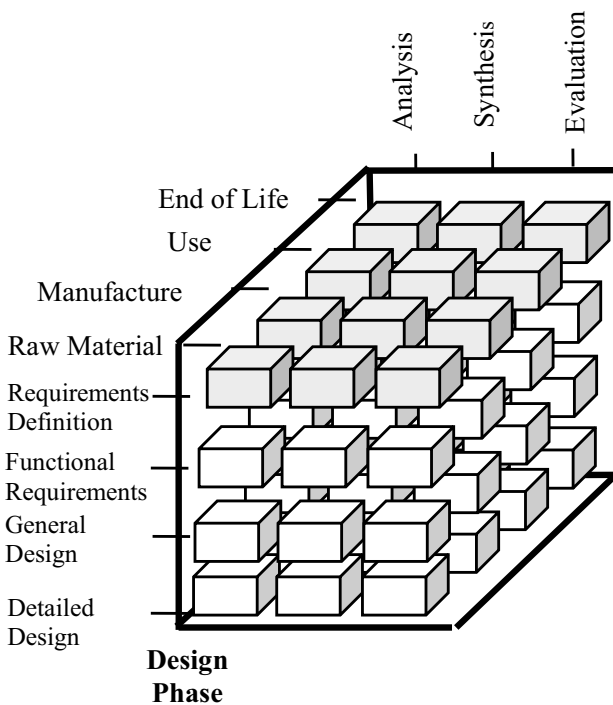 Analysis
Synthesis
Evaluation
End of Life
Use
Manufacture
Raw Material
Requirements
Definition
Functional
Requirements
General
Design
Detailed
Design
Design
Phase